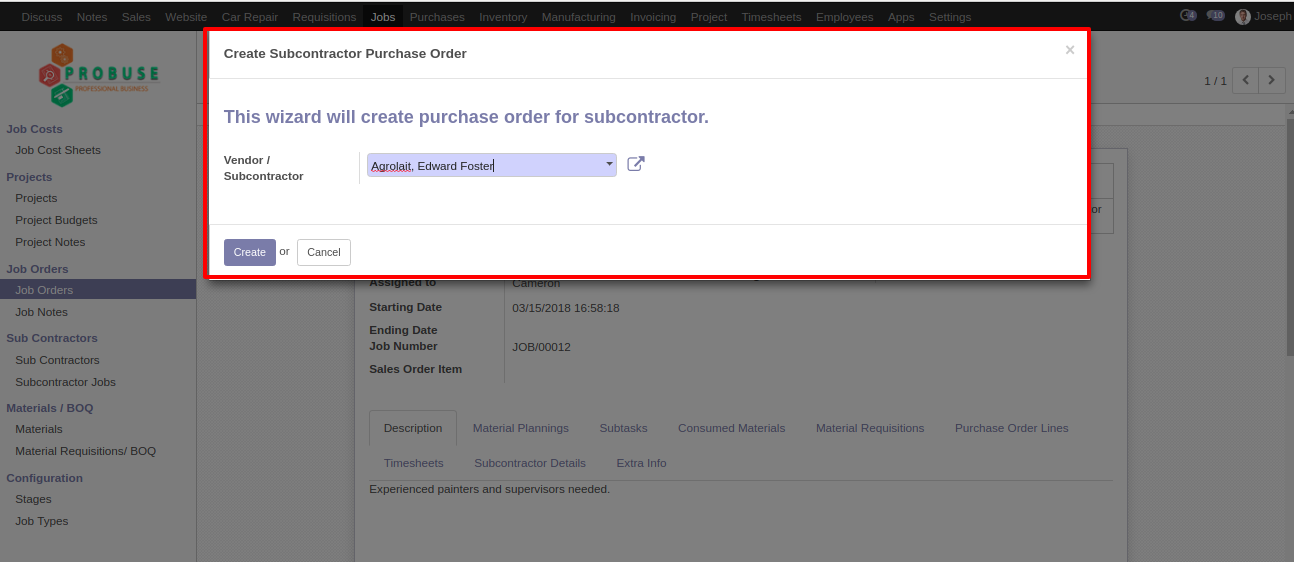 Discuss Notes Sales Website Car Repair Requisitions Jobs Purchases Inventory Manufacturing Invoicing Project Timesheets Employees Apps Settings 4 10 Joseph
PROBUSE
PROFESSIONAL BUSINESS
Create Subcontractor Purchase Order ×
1 / 1
This wizard will create purchase order for subcontractor.
Vendor /
Subcontractor
Agrolait, Edward Foster
Create or Cancel
Job Costs
Job Cost Sheets
Projects
Projects
Project Budgets
Project Notes
Job Orders
Job Orders
Job Notes
Sub Contractors
Sub Contractors
Subcontractor Jobs
Materials / BOQ
Materials
Material Requisitions/ BOQ
Configuration
Stages
Job Types
or
Assigned to Cameron
Starting Date 03/15/2018 16:58:18
Ending Date
Job Number JOB/00012
Sales Order Item
Description Material Plannings Subtasks Consumed Materials Material Requisitions Purchase Order Lines
Timesheets Subcontractor Details Extra Info
Experienced painters and supervisors needed.